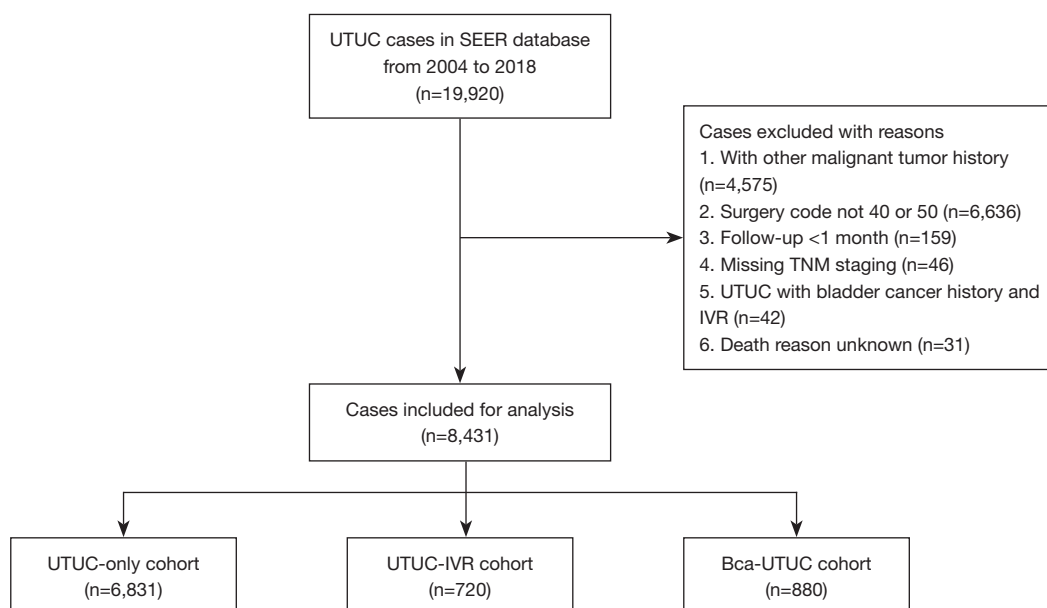 UTUC cases in SEER database
from 2004 to 2018
(n=19,920)
Cases excluded with reasons
1. With other malignant tumor history
(n=4,575)
2. Surgery code not 40 or 50 (n=6,636)
3. Follow-up <1 month (n=159)
4. Missing TNM staging (n=46)
5. UTUC with bladder cancer history and
IVR (n=42)
6. Death reason unknown (n=31)
Cases included for analysis
(n=8,431)
UTUC-only cohort
(n=6,831)
UTUC-IVR cohort
(n=720)
Bca-UTUC cohort
(n=880)